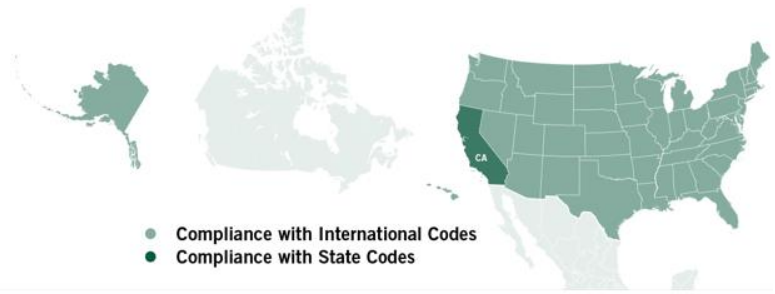 CA
Compliance with International Codes
Compliance with State Codes